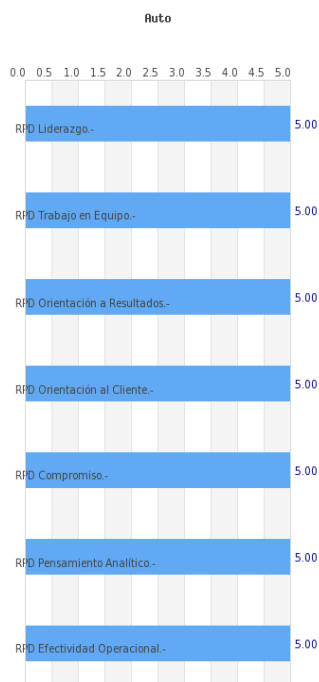 Auto
0.0 0.5 1.0 1.5 2.0 2.5 3.0 3.5 4.0 4.5 5.0
RPD Liderazgo.- 5.00
RPD Trabajo en Equipo.- 5.00
RPD Orientación a Resultados.- 5.00
RPD Orientación al Cliente.- 5.00
RPD Compromiso.- 5.00
RPD Pensamiento Analítico.- 5.00
RPD Efectividad Operacional.- 5.00